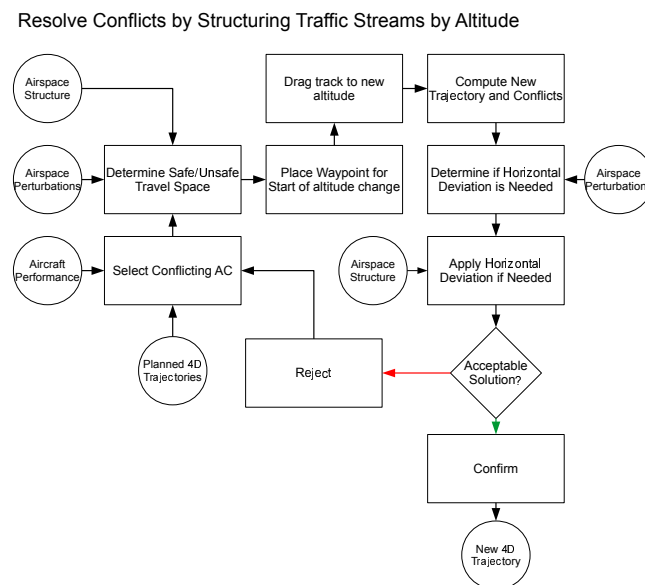 Resolve Conflicts by Structuring Traffic Streams by Altitude
Airspace
Structure
Drag track to new
altitude
Compute New
Trajectory and Conflicts
Airspace
Perturbations
Determine Safe/Unsafe
Travel Space
Place Waypoint for
Start of altitude change
Determine if Horizontal
Deviation is Needed
Airspace
Perturbation
Aircraft
Performance
Select Conflicting AC
Airspace
Structure
Apply Horizontal
Deviation if Needed
Planned 4D
Trajectories
Reject
Acceptable
Solution?
Confirm
New 4D
Trajectory